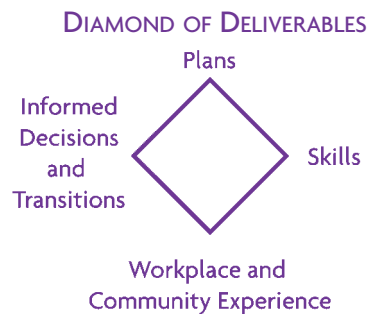 DIAMOND OF DELIVERABLES
Plans
Informed
Decisions
and
Transitions
Skills
Workplace and
Community Experience